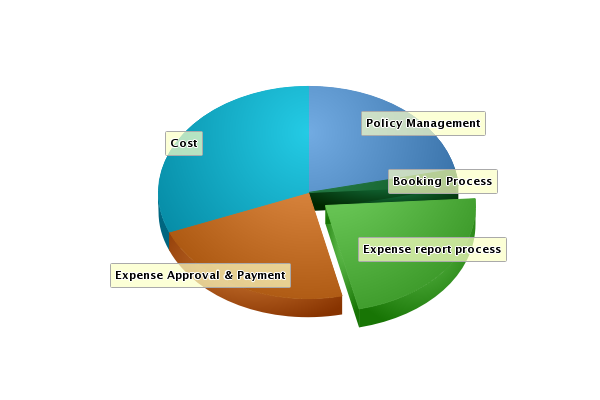 Policy Management
Cost
Booking Process
Expense report process
Expense Approval & Payment